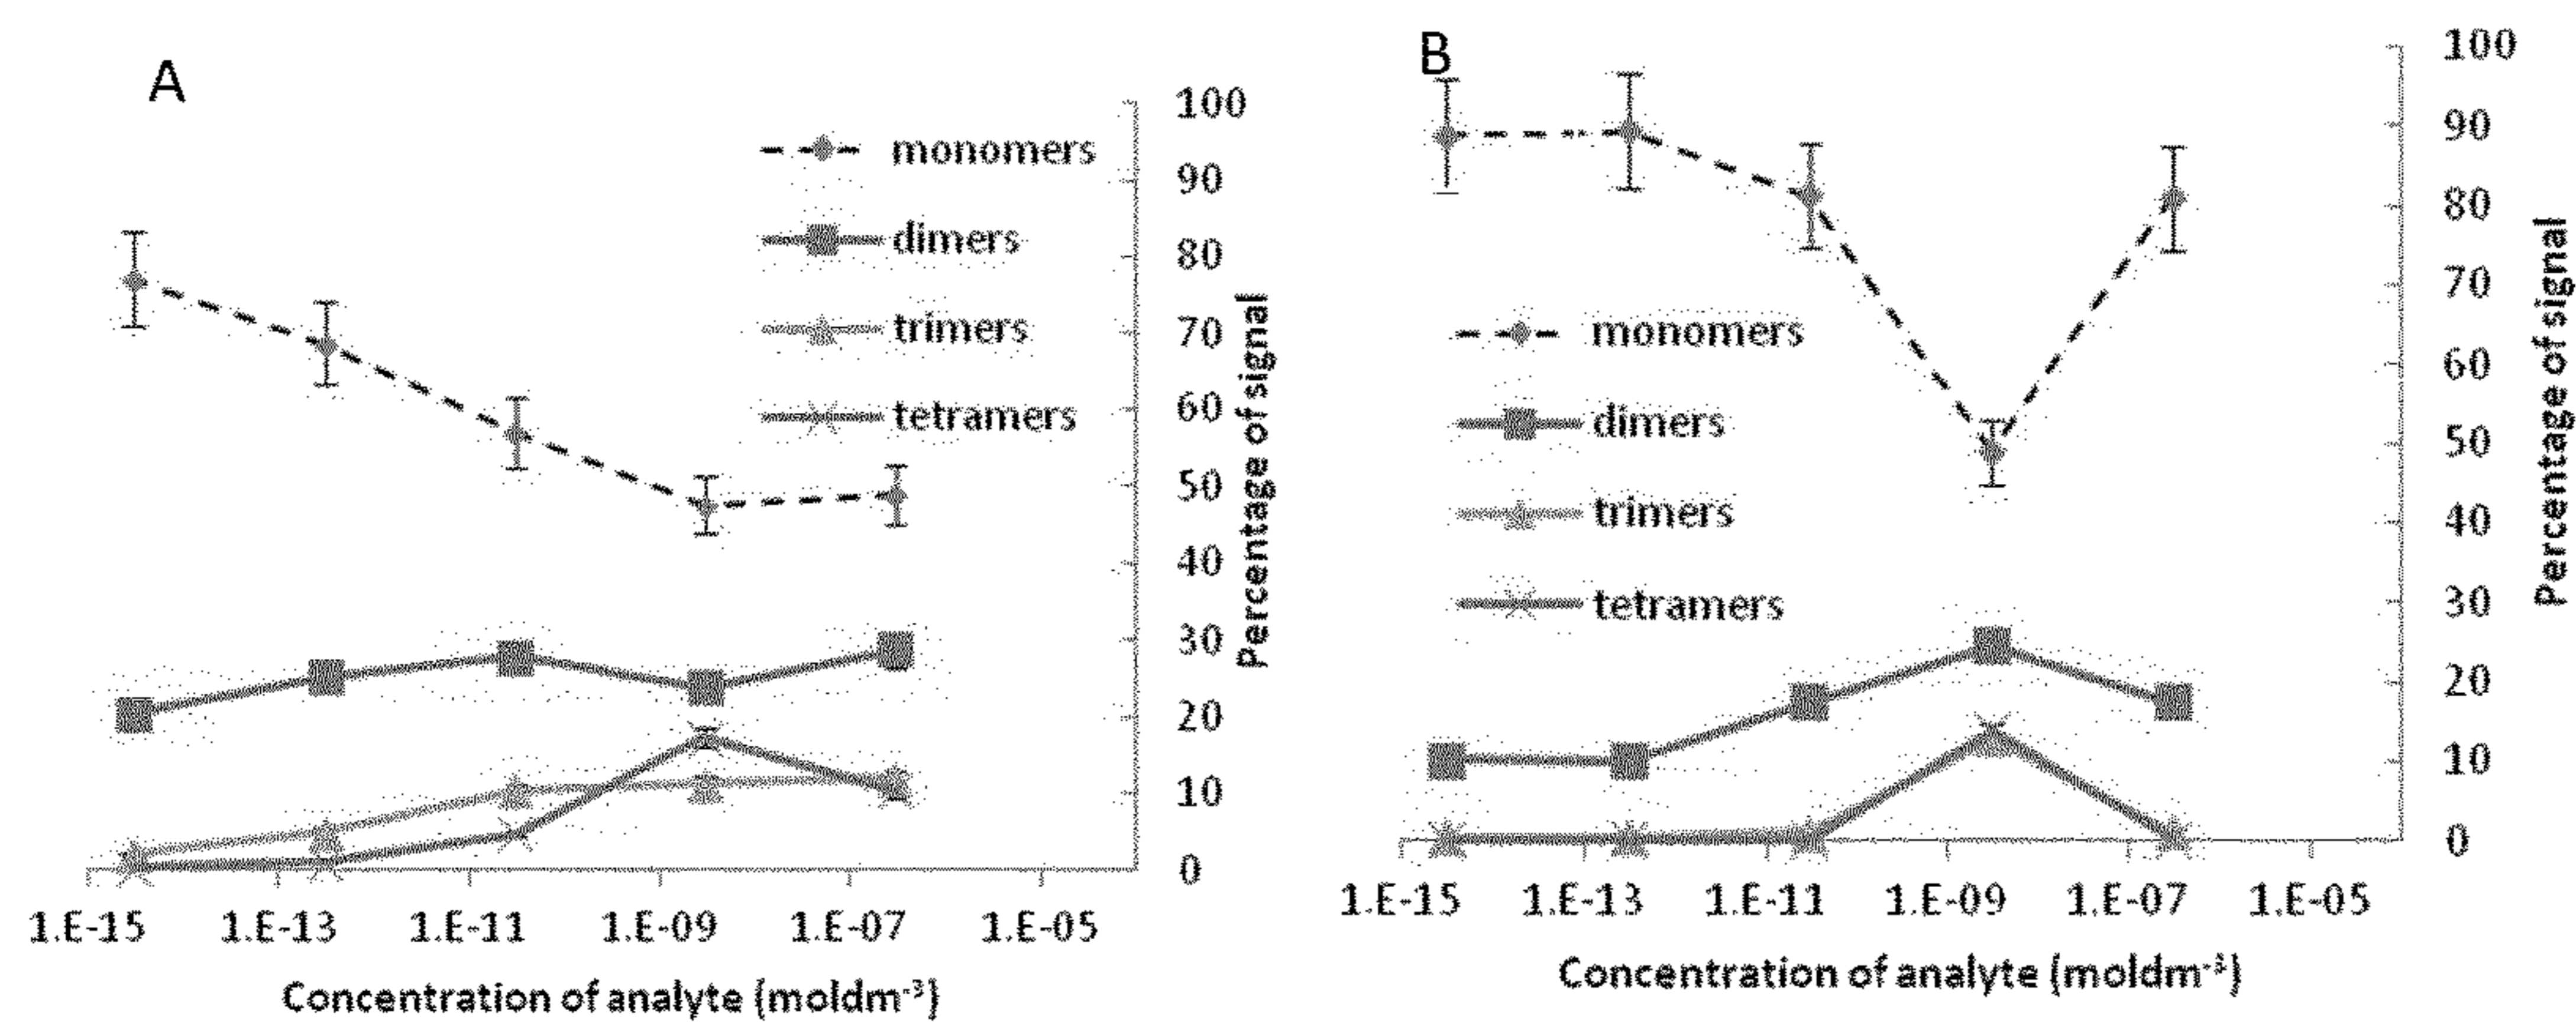 A
monomers
dimers
trimers
tetramers
100
90
80
70
60
50
40
30
20
10
0
Percentage of signal
1.E-15 1.E-13 1.E-11 1.E-09 1.E-07 1.E-05
Concentration of analyte (moldm⁻³)
B
monomers
dimers
trimers
tetramers
100
90
80
70
60
50
40
30
20
10
0
Percentage of signal
1.E-15 1.E-13 1.E-11 1.E-09 1.E-07 1.E-05
Concentration of analyte (moldm⁻³)